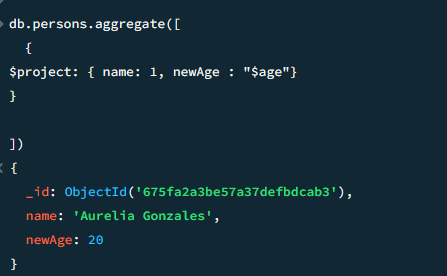 db.persons.aggregate([
{
$project: { name: 1, newAge : "$age"}
}
])
{
_id: ObjectId('675fa2a3be57a37defbdcab3'),
name: 'Aurelia Gonzales',
newAge: 20
}